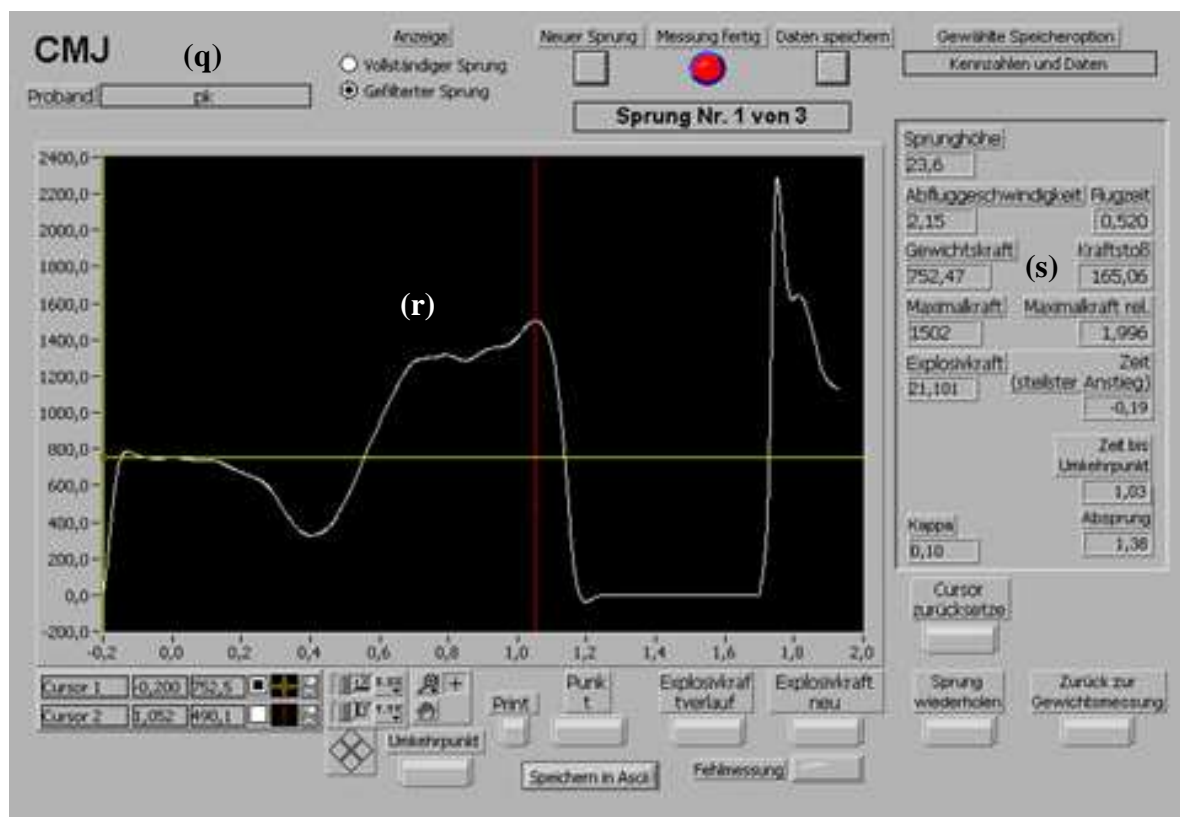 CMJ
(q)
Proband
pk
Anzeige
Vollständiger Sprung
Gefilterter Sprung
Neuer Sprung
Messung Fertig
Daten speichern
Gewählte Speicheroption
Kennzahlen und Daten
Sprung Nr. 1 von 3
2400,0
2200,0
2000,0
1800,0
1600,0
1400,0
1200,0
1000,0
800,0
600,0
400,0
200,0
0,0
-200,0
-0,2 0,0 0,2 0,4 0,6 0,8 1,0 1,2 1,4 1,6 1,8 2,0
(r)
Sprunghöhe
23,6
Abfluggeschwindigkeit Flugzeit
2,15 0,520
Gewichtskraft (s) Kraftstoß
752,47 165,06
Maximalkraft Maximalkraft rel.
1502 1,996
Explosivkraft Zeit
(steilster Anstieg)
21,101
-0,19
Zeit bis
Umkehrpunkt
1,03
Kappa Absprung
0,10 1,38
Cursor
zurücksetze
Cursor 1 -0,200 752,5
Cursor 2 1,052 490,1
Umkehrpunkt
Print
Punk
t
Explosivkraf
tverlauf
Explosivkraft
neu
Sprung
wiederholen
Zurück zur
Gewichtsmessung
Speichern in Ascii
Fehlmessung